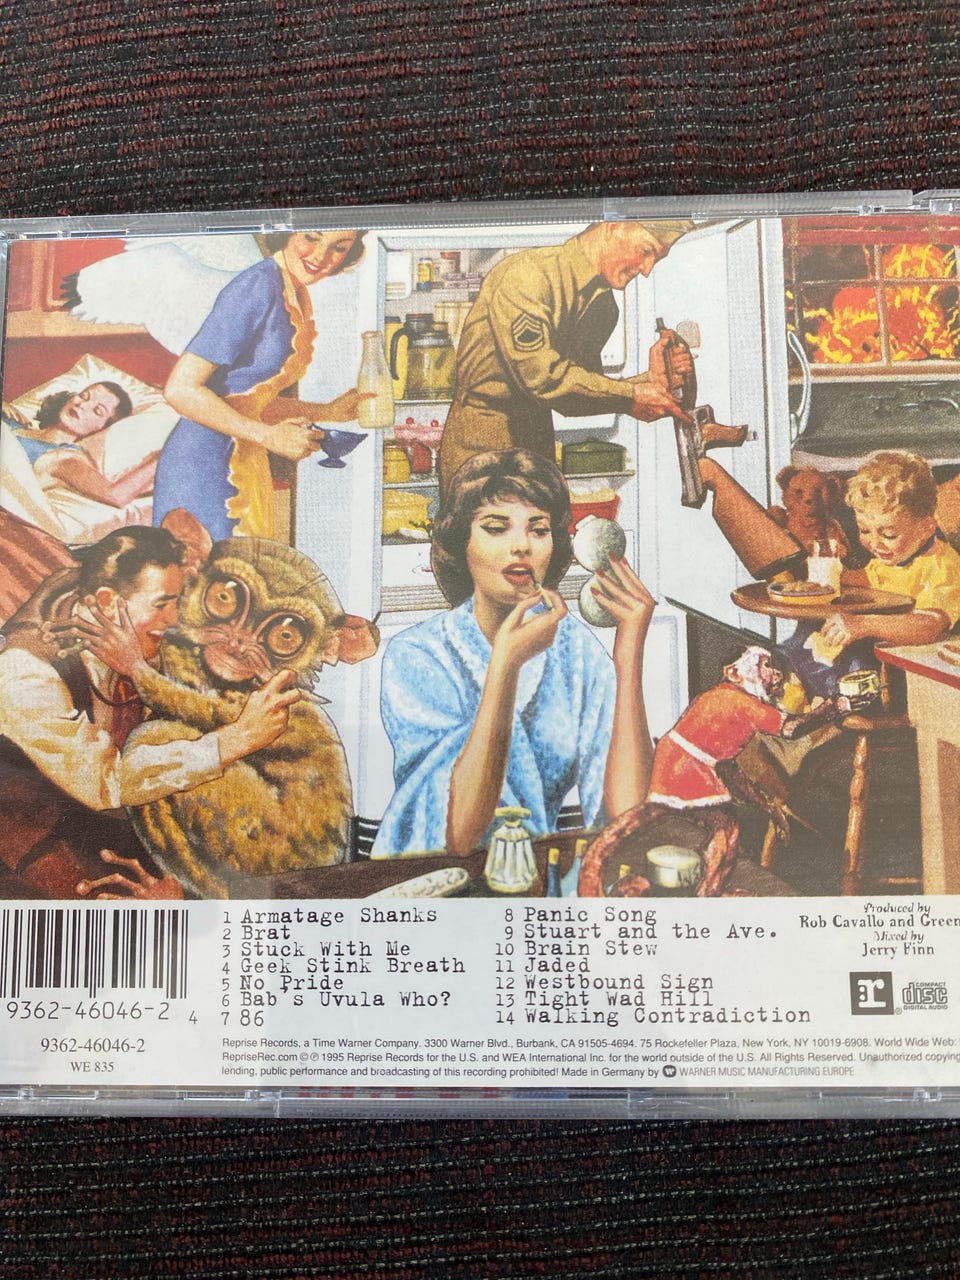 1 Armatage Shanks
2 Brat
3 Stuck With Me
4 Geek Stink Breath
5 No Pride
6 Bab's Uvula Who?
7 86
8 Panic Song
9 Stuart and the Ave.
10 Brain Stew
11 Jaded
12 Westbound Sign
13 Tight Wad Hill
14 Walking Contradiction
Produced by
Rob Cavallo and Green
Mixed by
Jerry Finn
r
®
COMPACT
disc
DIGITAL AUDIO
9362-46046-2 4
9362-46046-2
WE 835
Reprise Records, a Time Warner Company. 3300 Warner Blvd., Burbank, CA 91505-4694. 75 Rockefeller Plaza, New York, NY 10019-6908. World Wide Web:
RepriseRec.com ©℗ 1995 Reprise Records for the U.S. and WEA International Inc. for the world outside of the U.S. All Rights Reserved. Unauthorized copying
lending, public performance and broadcasting of this recording prohibited! Made in Germany by WARNER MUSIC MANUFACTURING EUROPE